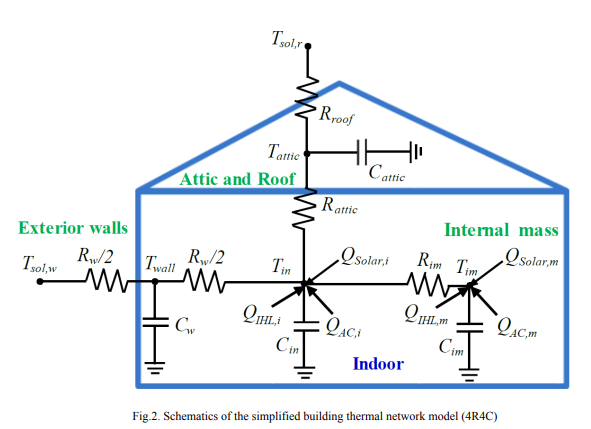 T_sol,r
R_roof
T_attic
C_attic
Attic and Roof
R_attic
Exterior walls
Internal mass
R_w/2
R_w/2
T_sol,w
T_wall
T_in
Q_Solar,i
R_im
T_im
Q_Solar,m
C_w
Q_IHL,i
Q_AC,i
Q_IHL,m
Q_AC,m
C_in
C_im
Indoor
Fig.2. Schematics of the simplified building thermal network model (4R4C)